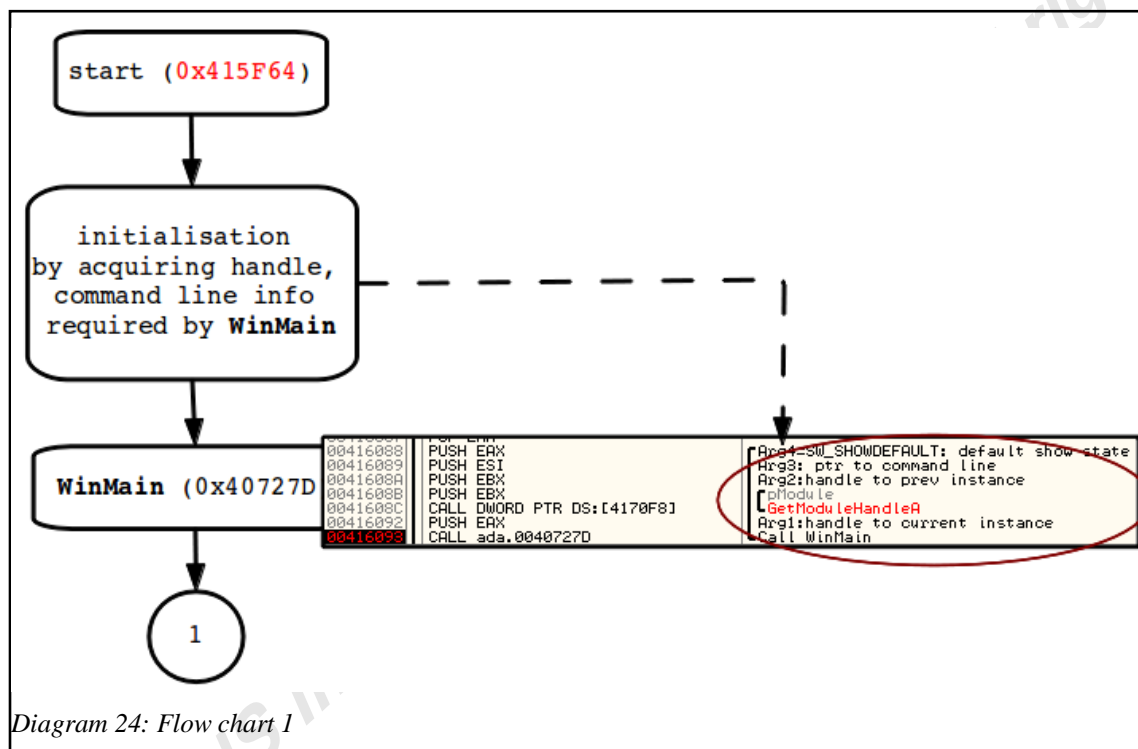 start (0x415F64)
initialisation
by acquiring handle,
command line info
required by WinMain
WinMain (0x40727D
00416088 PUSH EAX Arg4=SW_SHOWDEFAULT: default show state
00416089 PUSH ESI Arg3: ptr to command line
0041608A PUSH EBX Arg2:handle to prev instance
0041608B PUSH EBX pModule
0041608C CALL DWORD PTR DS:[4170F8] GetModuleHandleA
00416092 PUSH EAX Arg1:handle to current instance
00416093 CALL ada.0040727D Call WinMain
1
Diagram 24: Flow chart 1